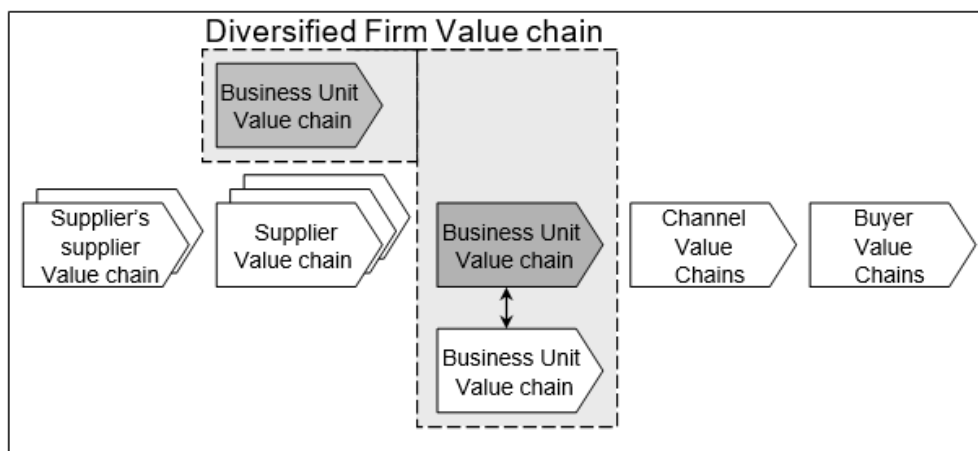 Diversified Firm Value chain
Business Unit
Value chain
Supplier's
supplier
Value chain
Supplier
Value chain
Business Unit
Value chain
Channel
Value
Chains
Buyer
Value
Chains
Business Unit
Value chain